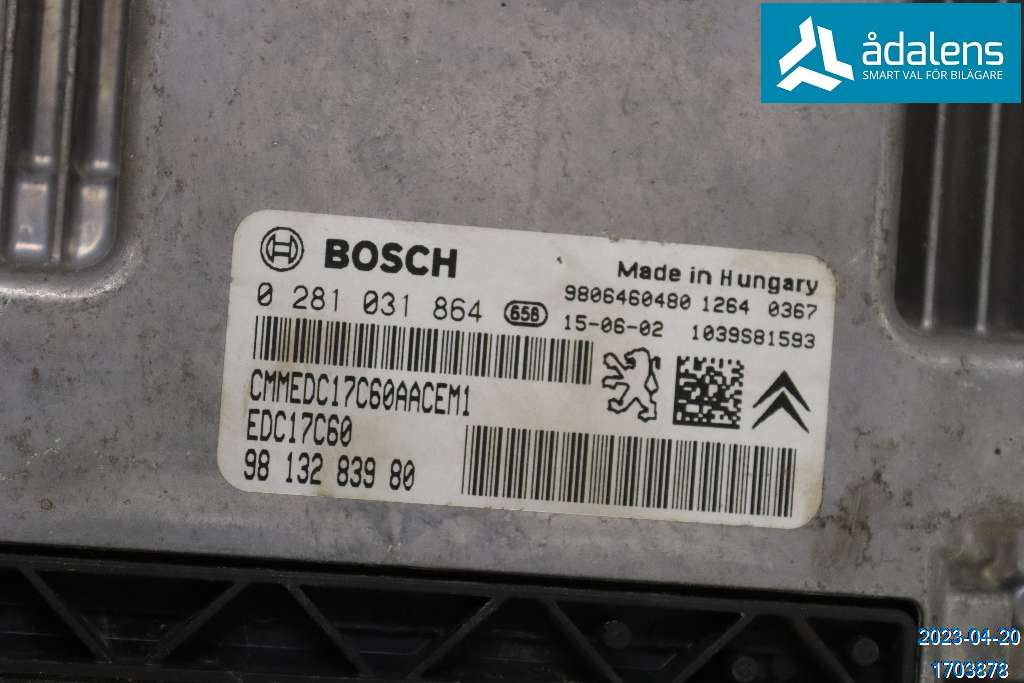 ådalens
SMART VAL FÖR BILÄGARE
BOSCH
Made in Hungary
0 281 031 864
658
9806460480 1264 0367
15-06-02 1039S81593
CMMEDC17C60AACEM1
EDC17C60
98 132 839 80
2023-04-20
1703878